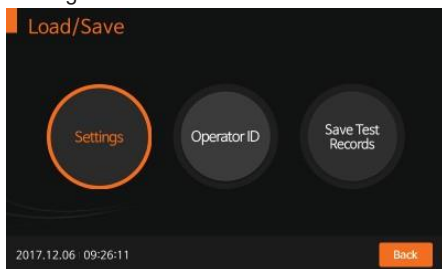 Load/Save
Settings
Operator ID
Save Test
Records
2017.12.06 09:26:11
Back